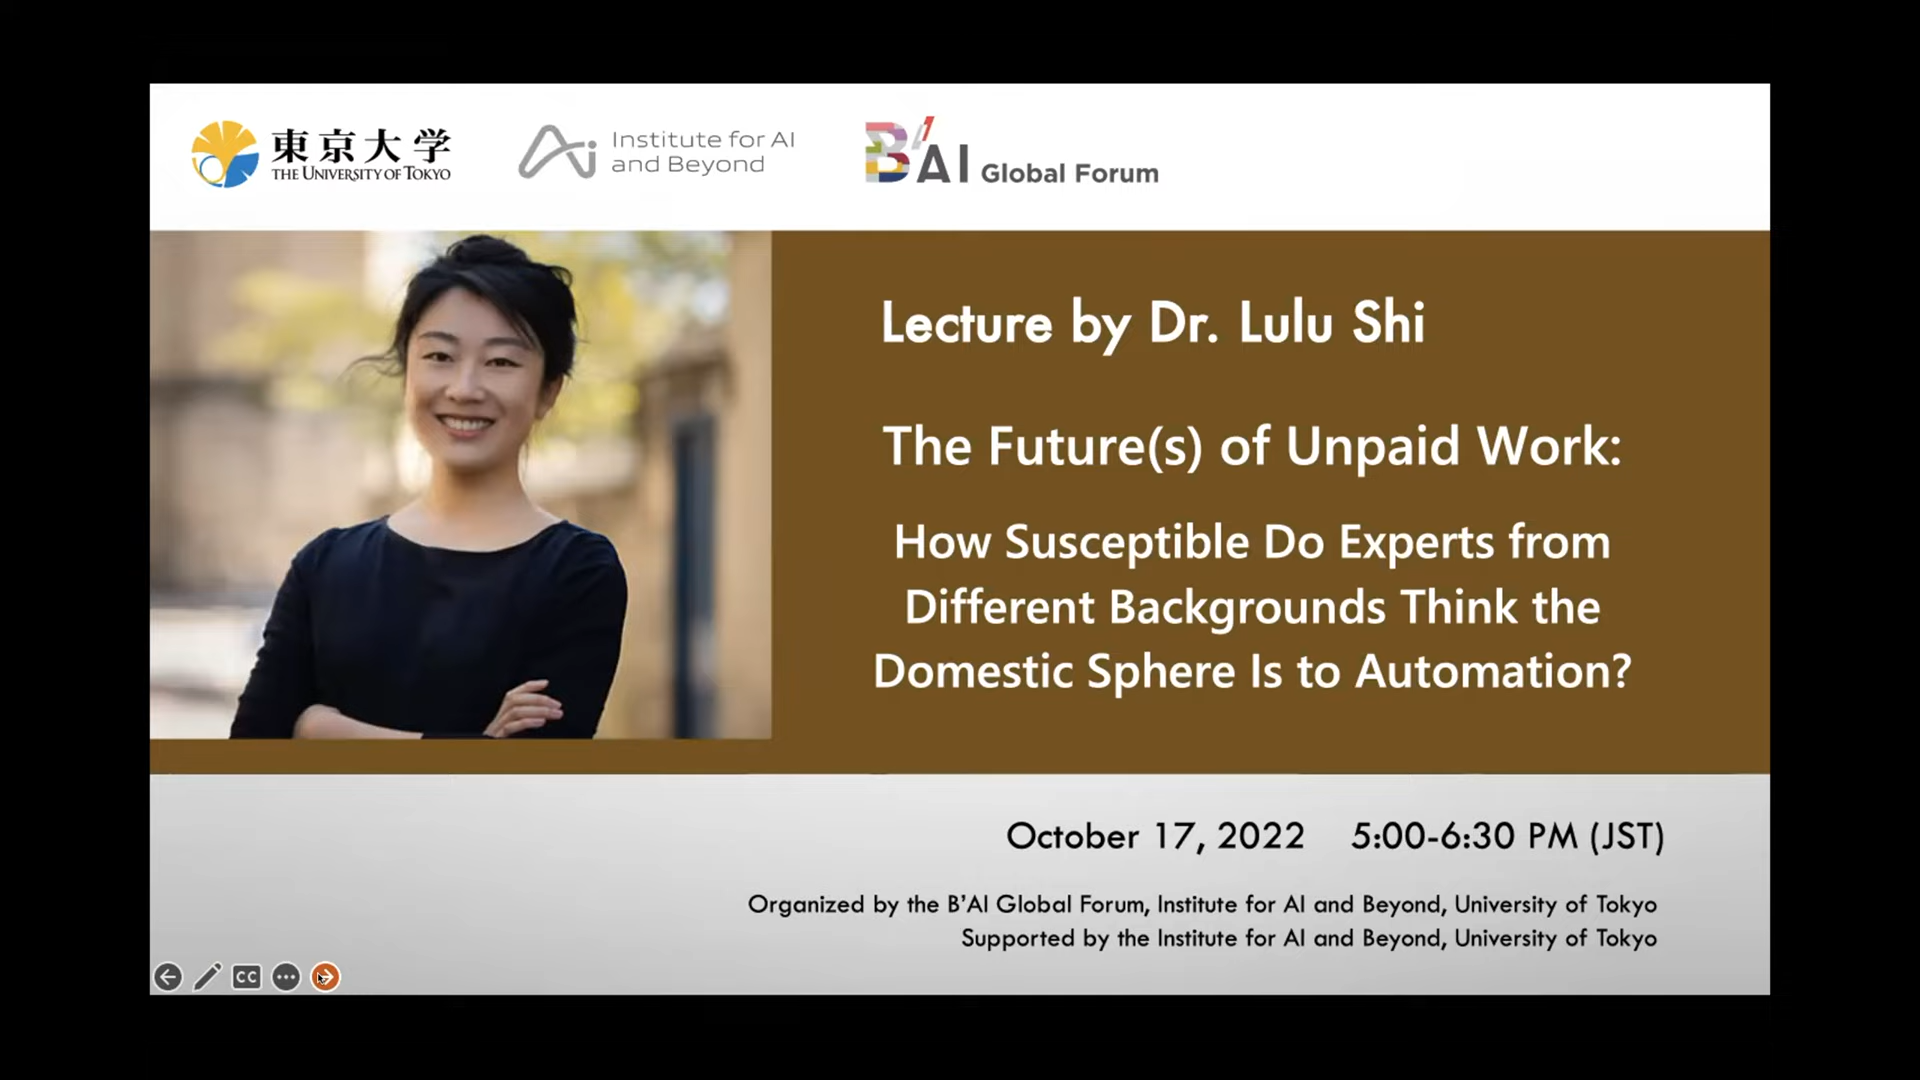 東京大学
THE UNIVERSITY OF TOKYO
Ai
Institute for AI
and Beyond
B'AI Global Forum
Lecture by Dr. Lulu Shi
The Future(s) of Unpaid Work:
How Susceptible Do Experts from
Different Backgrounds Think the
Domestic Sphere Is to Automation?
October 17, 2022 5:00-6:30 PM (JST)
Organized by the B’AI Global Forum, Institute for AI and Beyond, University of Tokyo
Supported by the Institute for AI and Beyond, University of Tokyo
CC